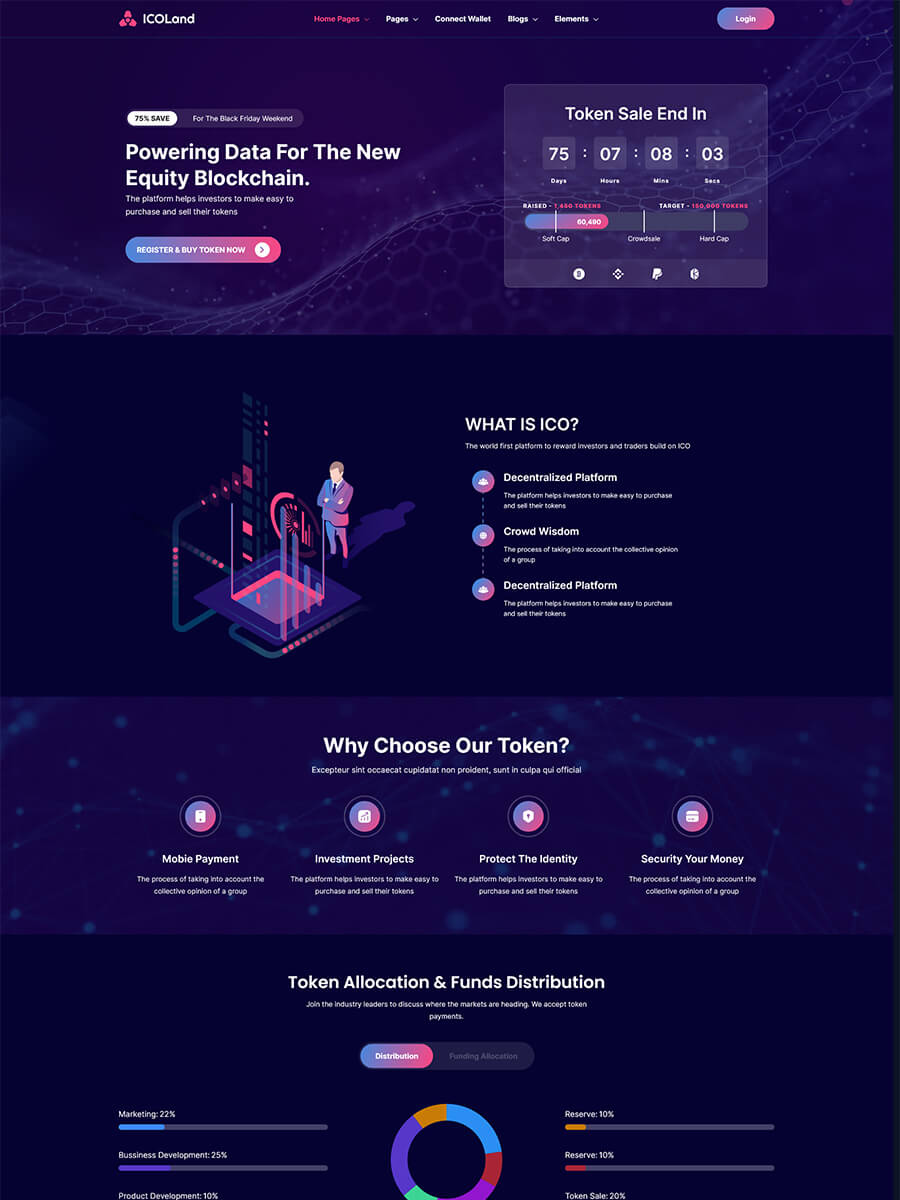 ICOLand
Home Pages
Pages
Connect Wallet
Blogs
Elements
Login
75% SAVE
For The Black Friday Weekend
Powering Data For The New
Equity Blockchain.
The platform helps investors to make easy to
purchase and sell their tokens
REGISTER & BUY TOKEN NOW
Token Sale End In
75 : 07 : 08 : 03
Days Hours Mins Secs
RAISED - 1,450 TOKENS
TARGET - 150,000 TOKENS
60,490
Soft Cap
Crowdsale
Hard Cap
WHAT IS ICO?
The world first platform to reward investors and traders build on ICO
Decentralized Platform
The platform helps investors to make easy to purchase
and sell their tokens
Crowd Wisdom
The process of taking into account the collective opinion
of a group
Decentralized Platform
The platform helps investors to make easy to purchase
and sell their tokens
Why Choose Our Token?
Excepteur sint occaecat cupidatat non proident, sunt in culpa qui official
Mobie Payment
The process of taking into account the
collective opinion of a group
Investment Projects
The platform helps investors to make easy to
purchase and sell their tokens
Protect The Identity
The platform helps investors to make easy to
purchase and sell their tokens
Security Your Money
The process of taking into account the
collective opinion of a group
Token Allocation & Funds Distribution
Join the industry leaders to discuss where the markets are heading. We accept token
payments.
Distribution
Funding Allocation
Marketing: 22%
Bussiness Development: 25%
Product Development: 10%
Reserve: 10%
Reserve: 10%
Token Sale: 20%